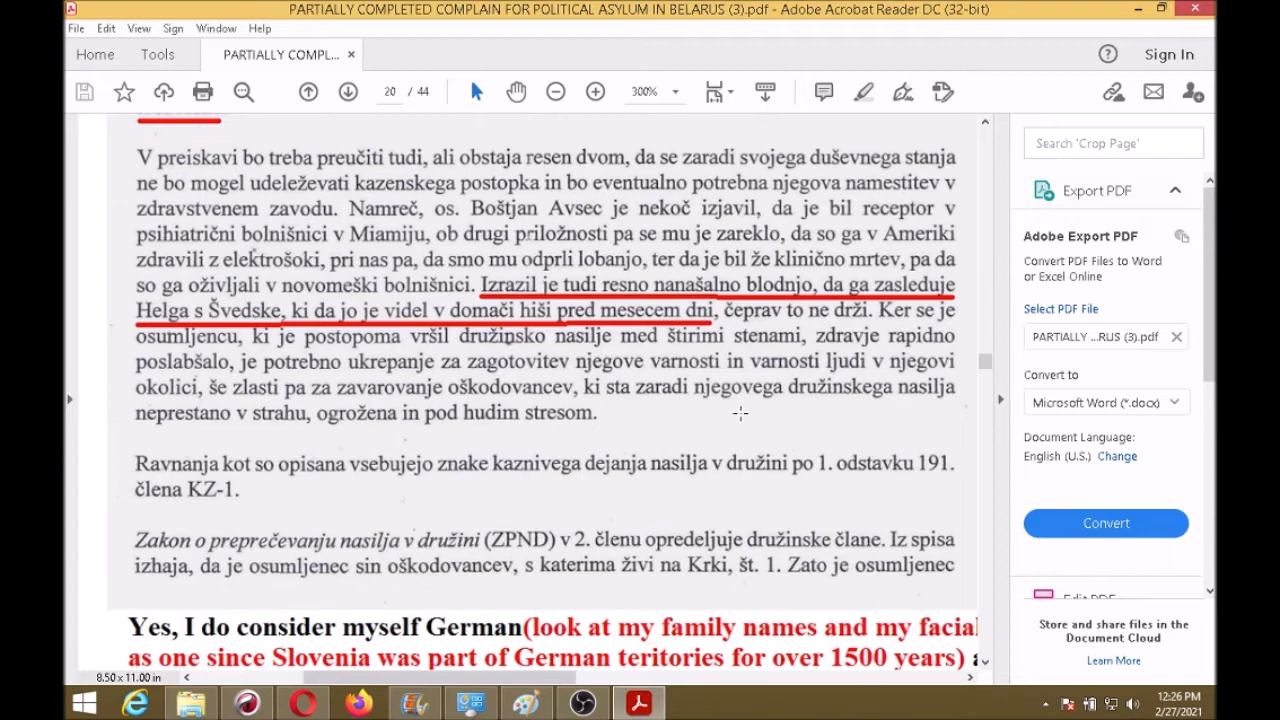 PARTIALLY COMPLETED COMPLAIN FOR POLITICAL ASYLUM IN BELARUS (3).pdf - Adobe Acrobat Reader DC (32-bit)
File Edit View Sign Window Help
Home Tools PARTIALLY COMPL... × Sign In
20 / 44 300%
V preiskavi bo treba preučiti tudi, ali obstaja resen dvom, da se zaradi svojega duševnega stanja
ne bo mogel udeleževati kazenskega postopka in bo eventualno potrebna njegova namestitev v
zdravstvenem zavodu. Namreč, os. Boštjan Avsec je nekoč izjavil, da je bil receptor v
psihiatrični bolnišnici v Miamiju, ob drugi priložnosti pa se mu je zareklo, da so ga v Ameriki
zdravili z elektrošoki, pri nas pa, da smo mu odprli lobanjo, ter da je bil že klinično mrtev, pa da
so ga oživljali v novomeški bolnišnici. Izrazil je tudi resno nanašalno blodnjo, da ga zasleduje
Helga s Švedske, ki da jo je videl v domači hiši pred mesecem dni, čeprav to ne drži. Ker se je
osumljencu, ki je postopoma vršil družinsko nasilje med štirimi stenami, zdravje rapidno
poslabšalo, je potrebno ukrepanje za zagotovitev njegove varnosti in varnosti ljudi v njegovi
okolici, še zlasti pa za zavarovanje oškodovancev, ki sta zaradi njegovega družinskega nasilja
neprestano v strahu, ogrožena in pod hudim stresom.
Ravnanja kot so opisana vsebujejo znake kaznivega dejanja nasilja v družini po 1. odstavku 191.
člena KZ-1.
Zakon o preprečevanju nasilja v družini (ZPND) v 2. členu opredeljuje družinske člane. Iz spisa
izhaja, da je osumljenec sin oškodovancev, s katerima živi na Krki, št. 1. Zato je osumljenec
Yes, I do consider myself German(look at my family names and my facial
as one since Slovenia was part of German teritories for over 1500 years) a
8.50 x 11.00 in
Search 'Crop Page'
Export PDF
Adobe Export PDF
Convert PDF Files to Word
or Excel Online
Select PDF File
PARTIALLY ...RUS (3).pdf
Convert to
Microsoft Word (*.docx)
Document Language:
English (U.S.) Change
Convert
Edit PDF
Store and share files in the
Document Cloud
Learn More
12:26 PM
2/27/2021